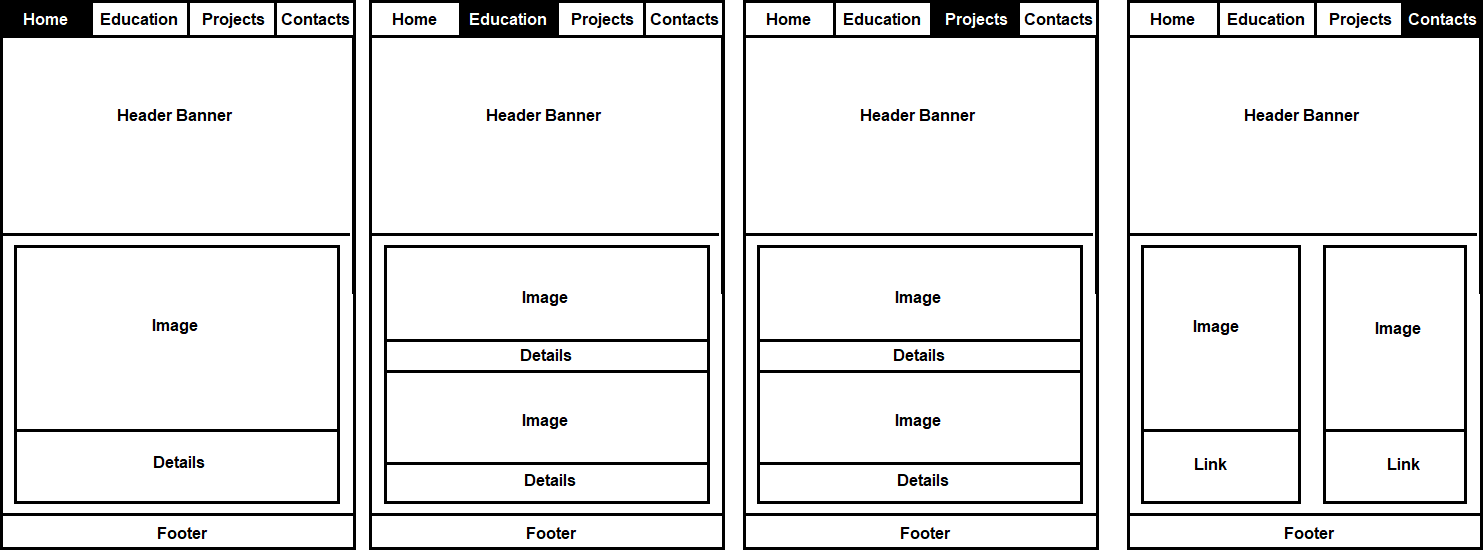 Home Education Projects Contacts
Header Banner
Image
Details
Footer
Home Education Projects Contacts
Header Banner
Image
Details
Image
Details
Footer
Home Education Projects Contacts
Header Banner
Image
Details
Image
Details
Footer
Home Education Projects Contacts
Header Banner
Image Image
Link Link
Footer